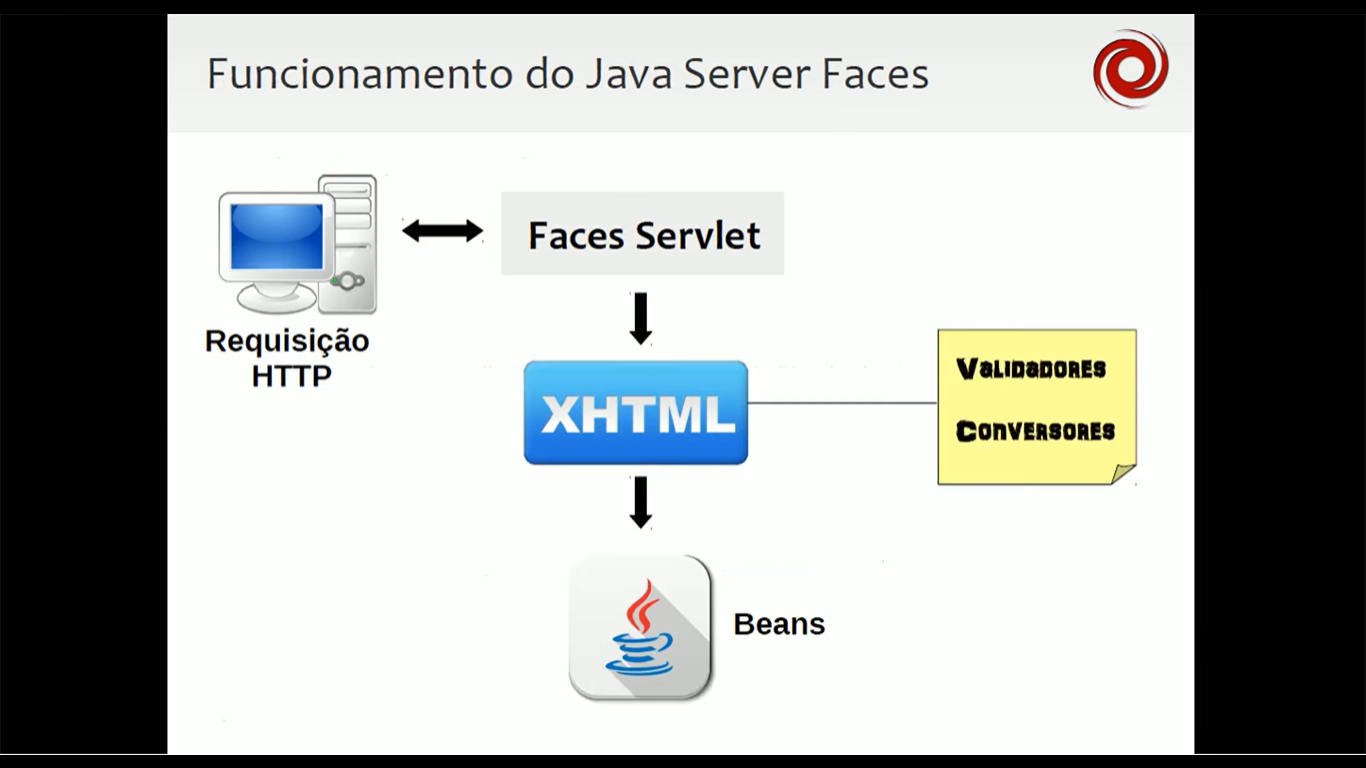 Funcionamento do Java Server Faces
Faces Servlet
Requisição
HTTP
XHTML
Validadores
Conversores
Beans